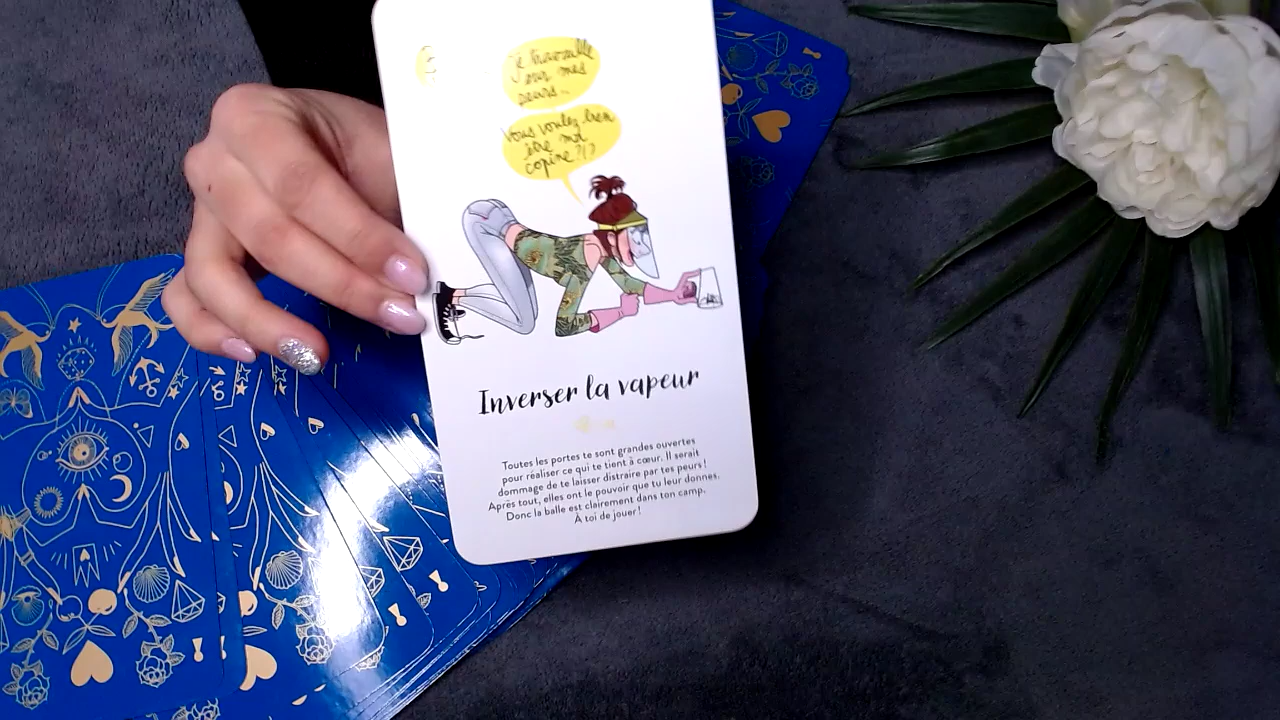 je travaille
sur mes
peurs...
Vous voulez bien
être ma
copine?!?
Inverser la vapeur
Toutes les portes te sont grandes ouvertes
pour réaliser ce qui te tient à cœur. Il serait
dommage de te laisser distraire par tes peurs !
Après tout, elles ont le pouvoir que tu leur donnes.
Donc la balle est clairement dans ton camp.
À toi de jouer !